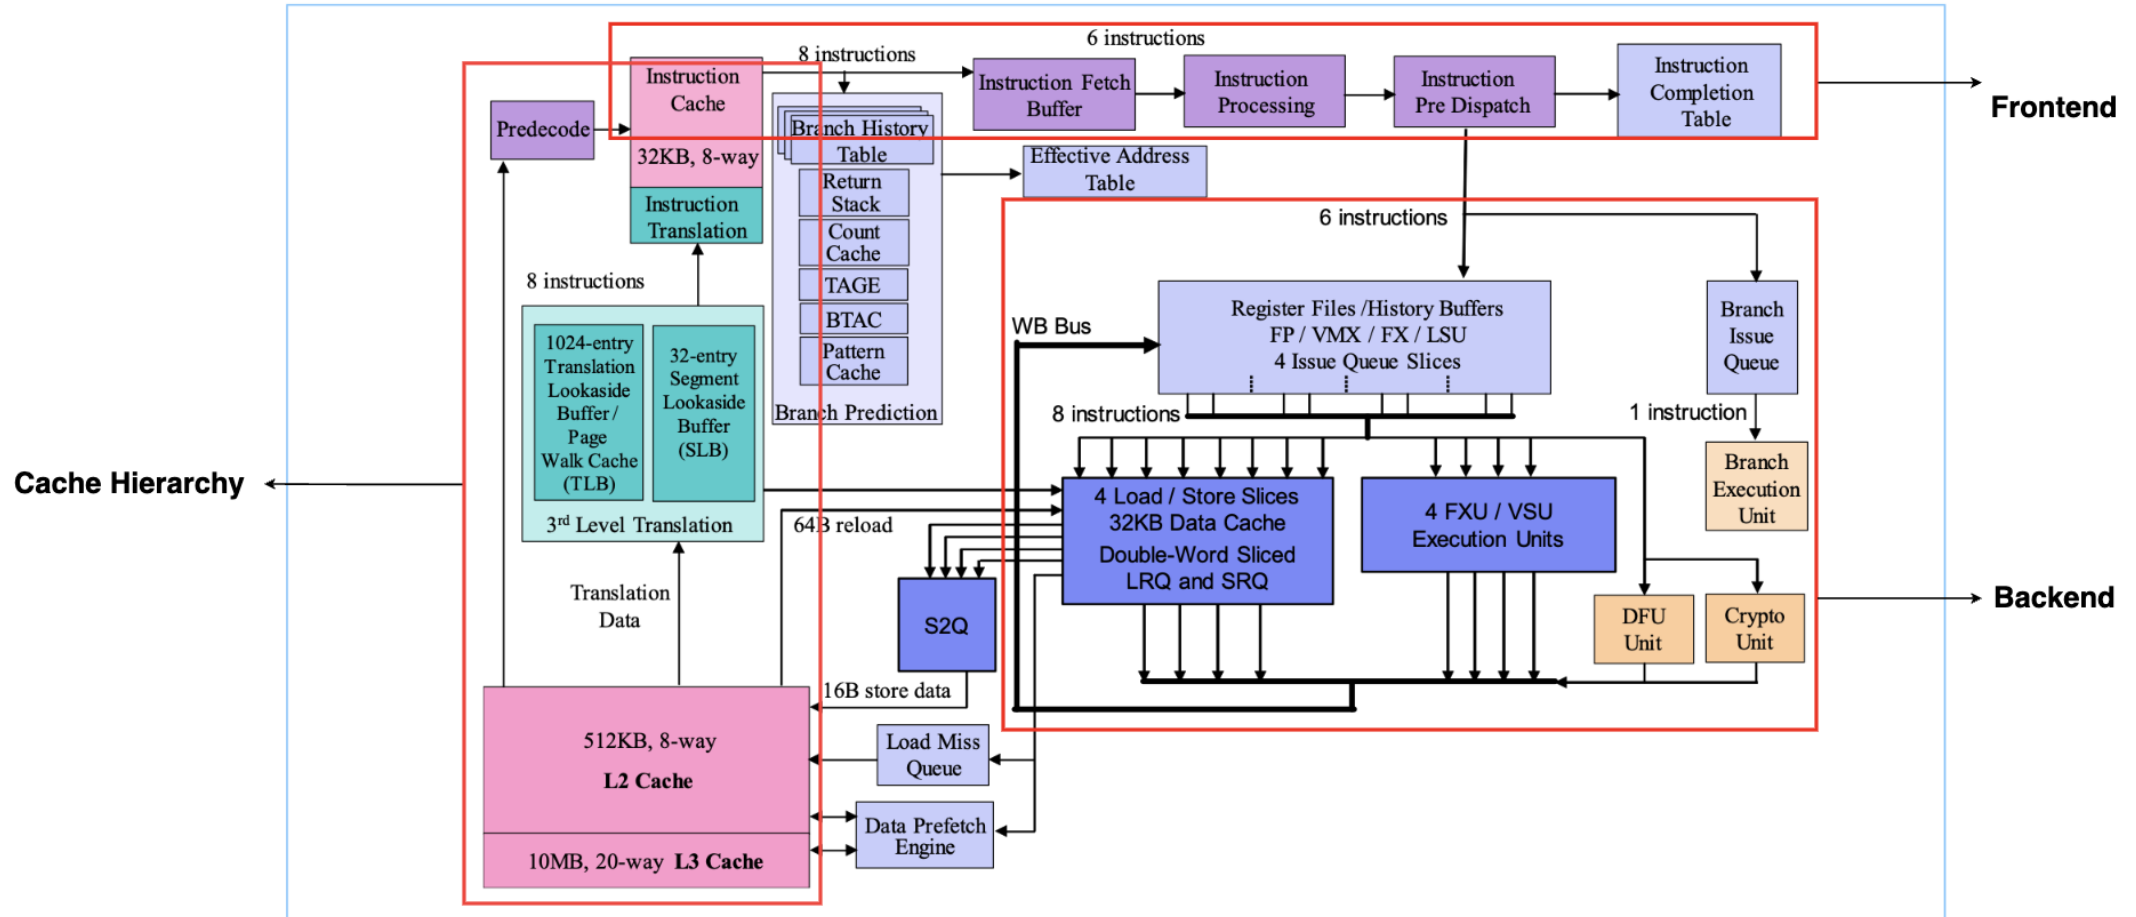 6 instructions
8 instructions
Instruction
Cache
32KB, 8-way
Instruction
Translation
Predecode
Instruction Fetch
Buffer
Instruction
Processing
Instruction
Pre Dispatch
Instruction
Completion
Table
Frontend
Branch History
Table
Return
Stack
Count
Cache
TAGE
BTAC
Pattern
Cache
Branch Prediction
Effective Address
Table
6 instructions
8 instructions
1024-entry
Translation
Lookaside
Buffer /
Page
Walk Cache
(TLB)
32-entry
Segment
Lookaside
Buffer
(SLB)
3rd Level Translation
WB Bus
Register Files /History Buffers
FP / VMX / FX / LSU
4 Issue Queue Slices
Branch
Issue
Queue
8 instructions
1 instruction
Branch
Execution
Unit
Cache Hierarchy
64B reload
4 Load / Store Slices
32KB Data Cache
Double-Word Sliced
LRQ and SRQ
4 FXU / VSU
Execution Units
Translation
Data
S2Q
DFU
Unit
Crypto
Unit
Backend
16B store data
512KB, 8-way
L2 Cache
Load Miss
Queue
Data Prefetch
Engine
10MB, 20-way L3 Cache